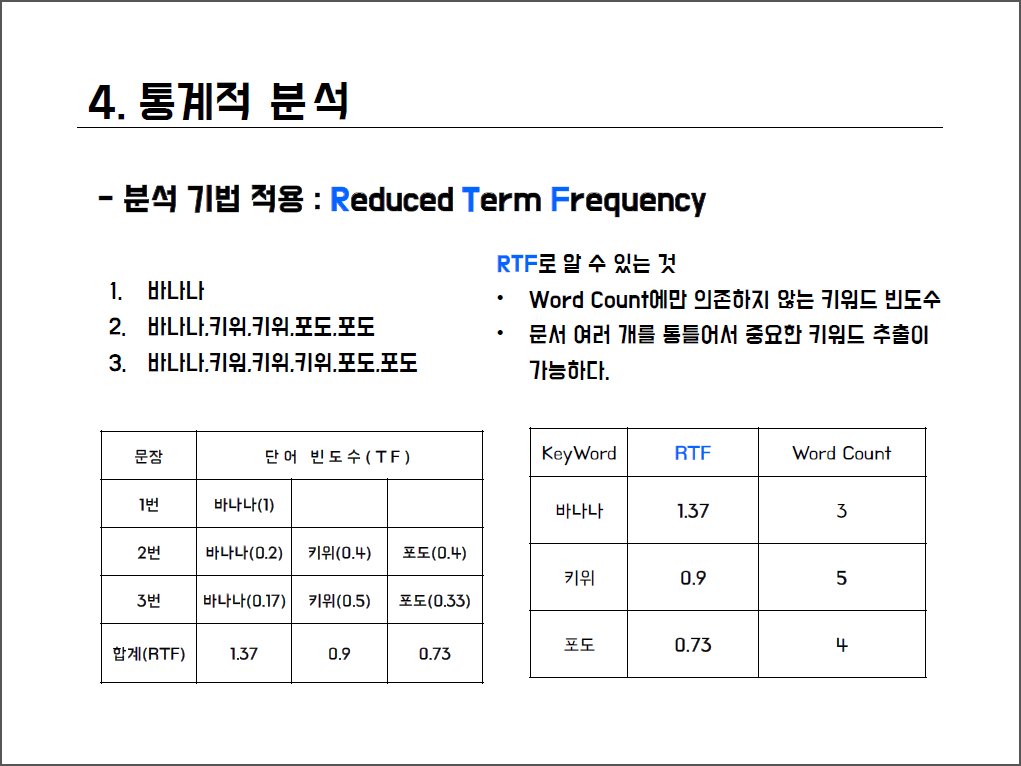 4. 통계적 분석
- 분석 기법 적용 : Reduced Term Frequency
1. 바나나
2. 바나나,키위,키위,포도,포도
3. 바나나,키워,키위,키위,포도,포도
RTF로 알 수 있는 것
• Word Count에만 의존하지 않는 키워드 빈도수
• 문서 여러 개를 통틀어서 중요한 키워드 추출이
가능하다.
문장 단어 빈도수(TF)
1번 바나나(1)
2번 바나나(0.2) 키위(0.4) 포도(0.4)
3번 바나나(0.17) 키위(0.5) 포도(0.33)
합계(RTF) 1.37 0.9 0.73
KeyWord RTF Word Count
바나나 1.37 3
키위 0.9 5
포도 0.73 4